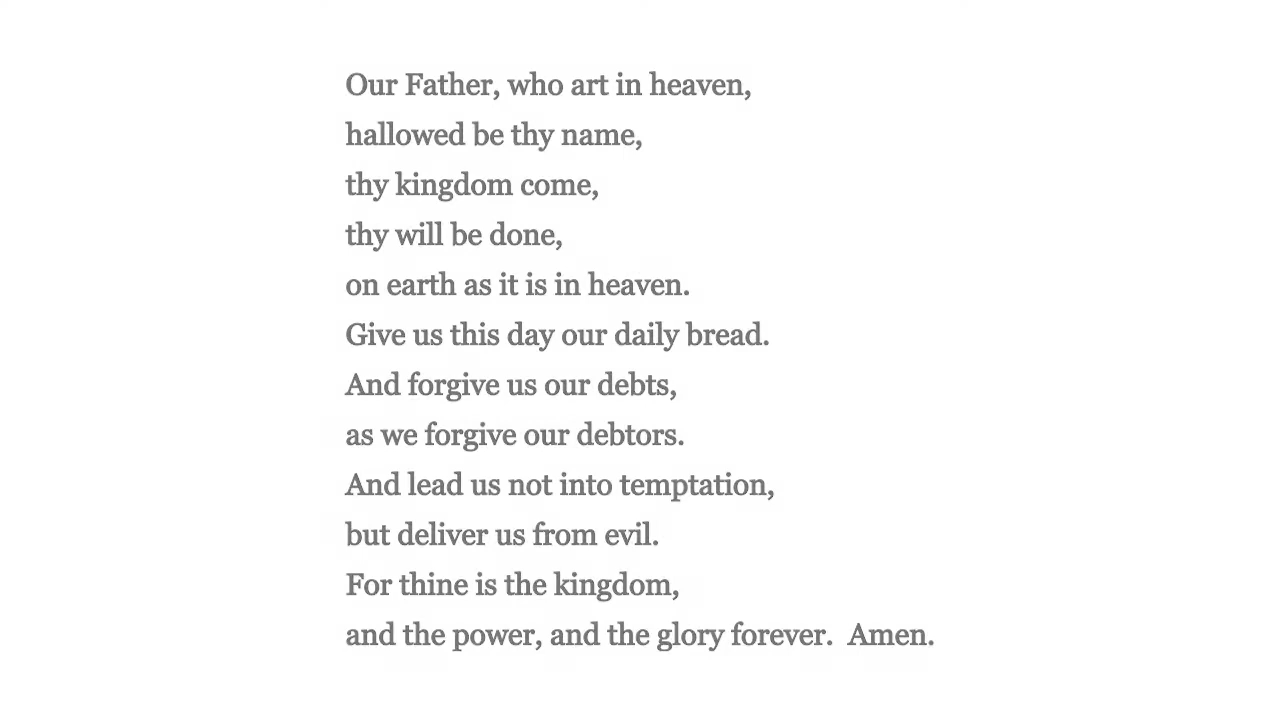 Our Father, who art in heaven,
hallowed be thy name,
thy kingdom come,
thy will be done,
on earth as it is in heaven.
Give us this day our daily bread.
And forgive us our debts,
as we forgive our debtors.
And lead us not into temptation,
but deliver us from evil.
For thine is the kingdom,
and the power, and the glory forever.  Amen.